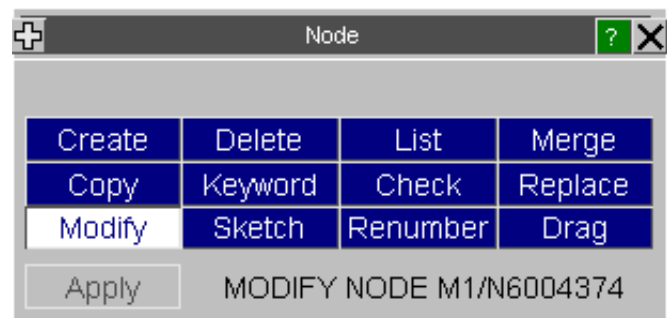 Node ?
Create Delete List Merge
Copy Keyword Check Replace
Modify Sketch Renumber Drag
Apply MODIFY NODE M1/N6004374